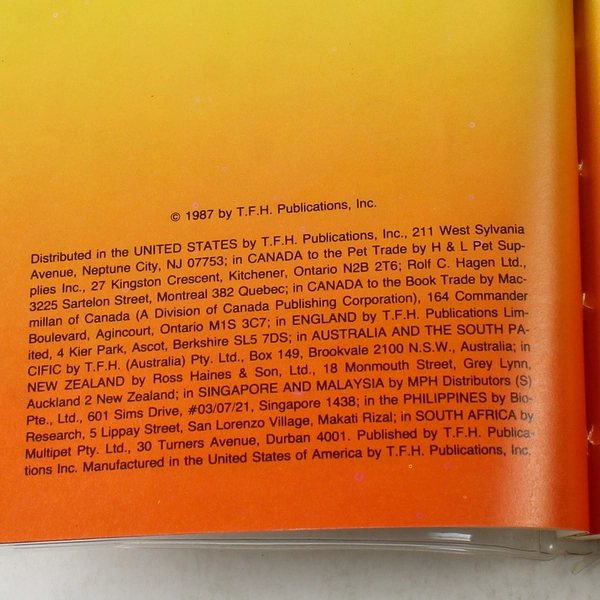 © 1987 by T.F.H. Publications, Inc.
Distributed in the UNITED STATES by T.F.H. Publications, Inc., 211 West Sylvania
Avenue, Neptune City, NJ 07753; in CANADA to the Pet Trade by H & L Pet Sup-
plies Inc., 27 Kingston Crescent, Kitchener, Ontario N2B 2T6; Rolf C. Hagen Ltd.,
3225 Sartelon Street, Montreal 382 Quebec; in CANADA to the Book Trade by Mac-
millan of Canada (A Division of Canada Publishing Corporation), 164 Commander
Boulevard, Agincourt, Ontario M1S 3C7; in ENGLAND by T.F.H. Publications Lim-
ited, 4 Kier Park, Ascot, Berkshire SL5 7DS; in AUSTRALIA AND THE SOUTH PA-
CIFIC by T.F.H. (Australia) Pty. Ltd., Box 149, Brookvale 2100 N.S.W., Australia; in
NEW ZEALAND by Ross Haines & Son, Ltd., 18 Monmouth Street, Grey Lynn,
Auckland 2 New Zealand; in SINGAPORE AND MALAYSIA by MPH Distributors (S)
Pte., Ltd., 601 Sims Drive, #03/07/21, Singapore 1438; in the PHILIPPINES by Bio-
Research, 5 Lippay Street, San Lorenzo Village, Makati Rizal; in SOUTH AFRICA by
Multipet Pty. Ltd., 30 Turners Avenue, Durban 4001. Published by T.F.H. Publica-
tions Inc. Manufactured in the United States of America by T.F.H. Publications, Inc.